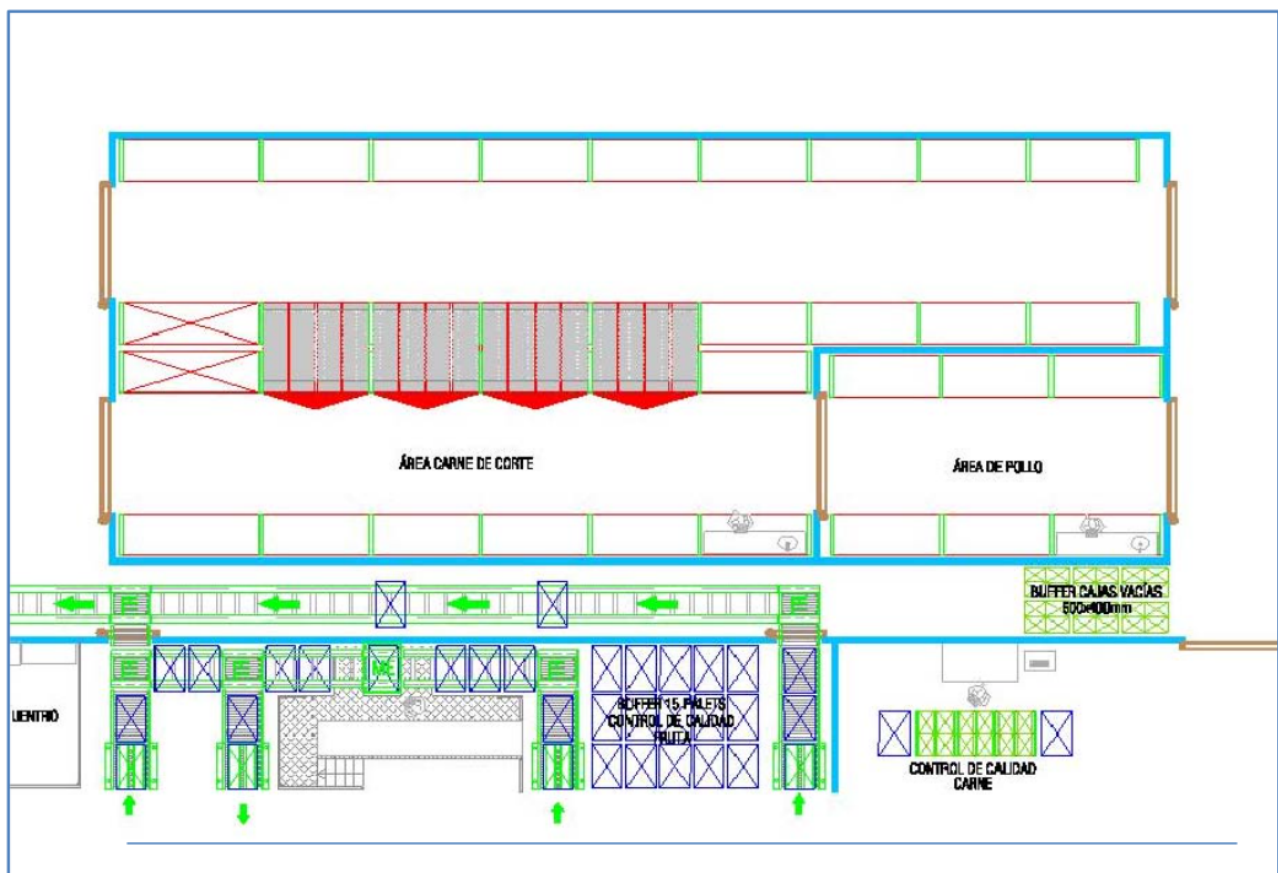 ÁREA CARNE DE CORTE
ÁREA DE POLLO
BUFFER CAJAS VACÍAS
600x400mm
BUFFER 15 PALETS
CONTROL DE CALIDAD
FRUTA
CONTROL DE CALIDAD
CARNE